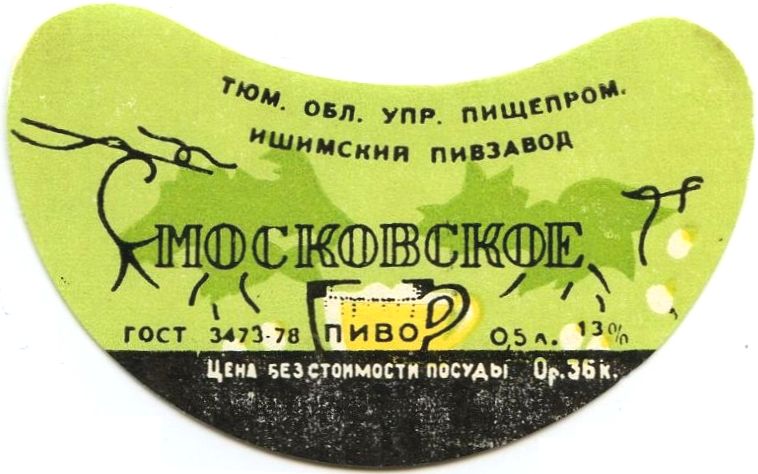 ТЮМ. ОБЛ. УПР. ПИЩЕПРОМ.
ИШИМСКИЙ ПИВЗАВОД
МОСКОВСКОЕ
ГОСТ 3473-78 ПИВО 0,5 л. 13%
ЦЕНА БЕЗ СТОИМОСТИ ПОСУДЫ 0р.36к.